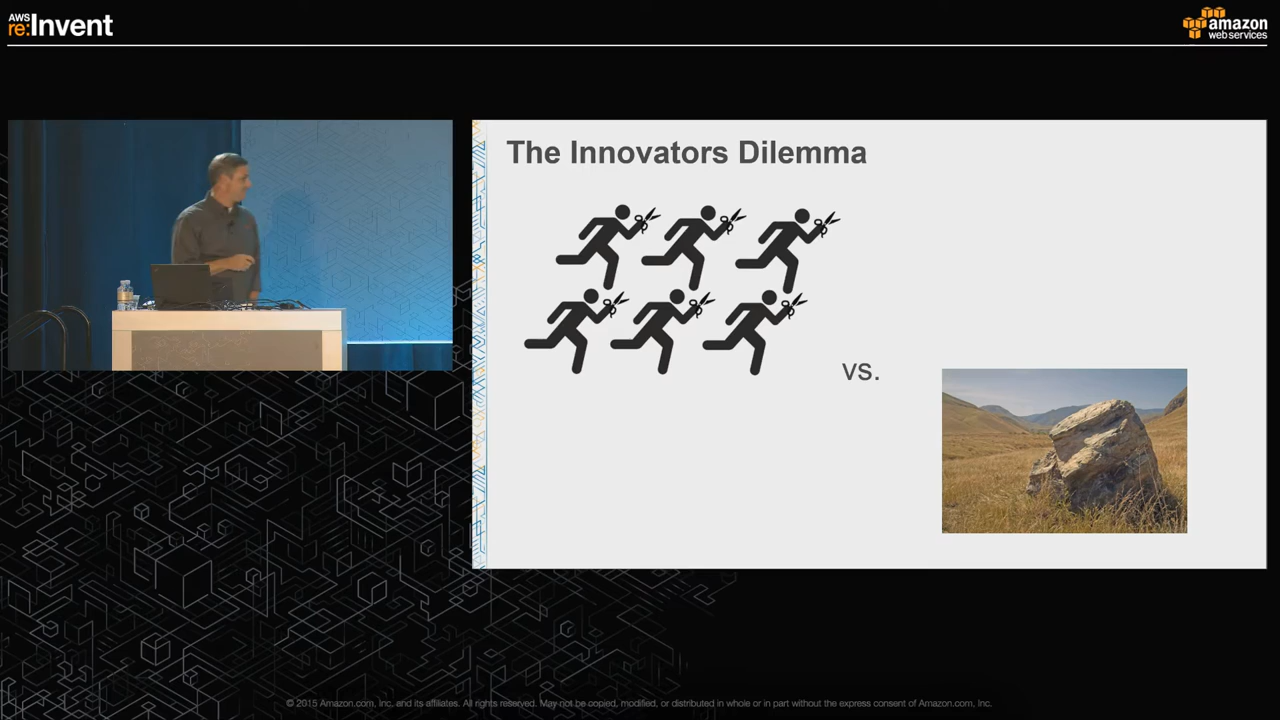 AWS
re:Invent
amazon
web services
The Innovators Dilemma
vs.
© 2015 Amazon.com, Inc. and its affiliates. All rights reserved. May not be copied, modified, or distributed in whole or in part without the express consent of Amazon.com, Inc.